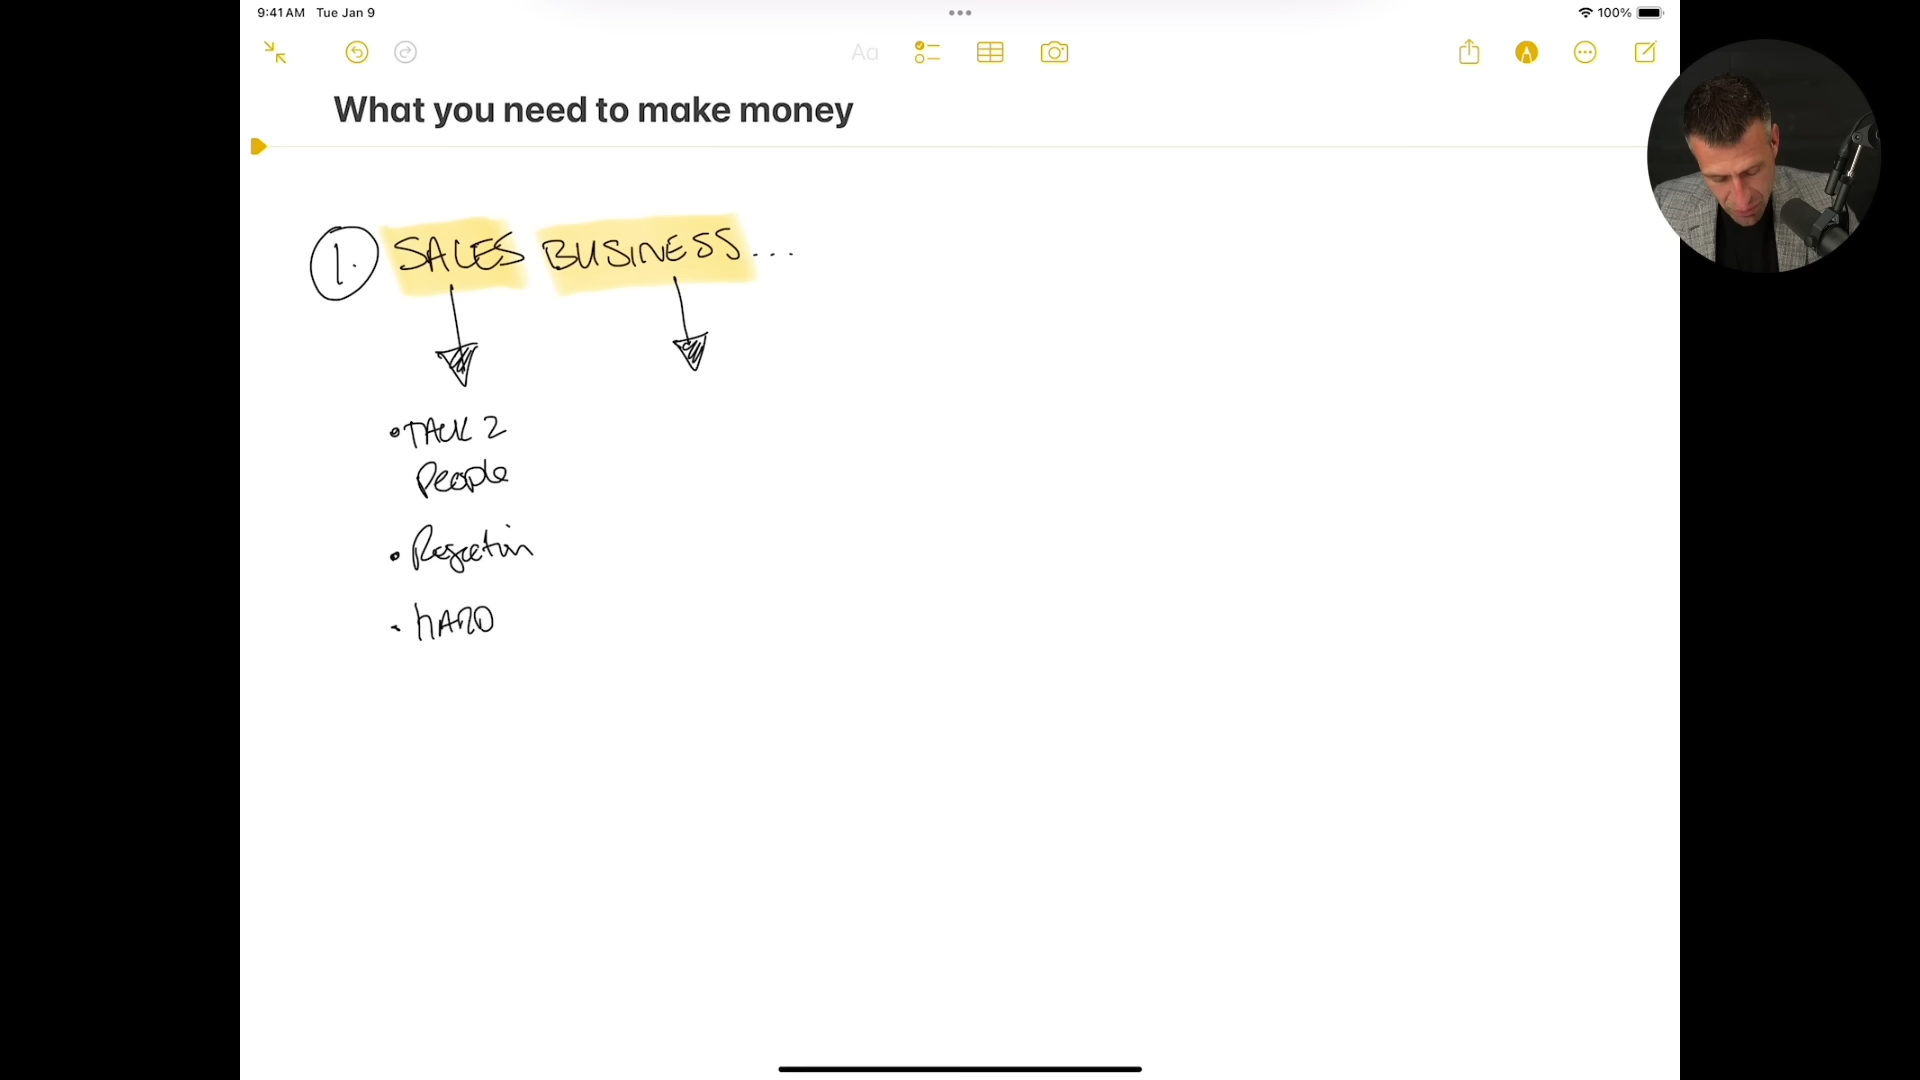 9:41 AM Tue Jan 9
100%
Aa
What you need to make money
1. SALES BUSINESS...
• TALK 2
People
• Rejection
• hARD